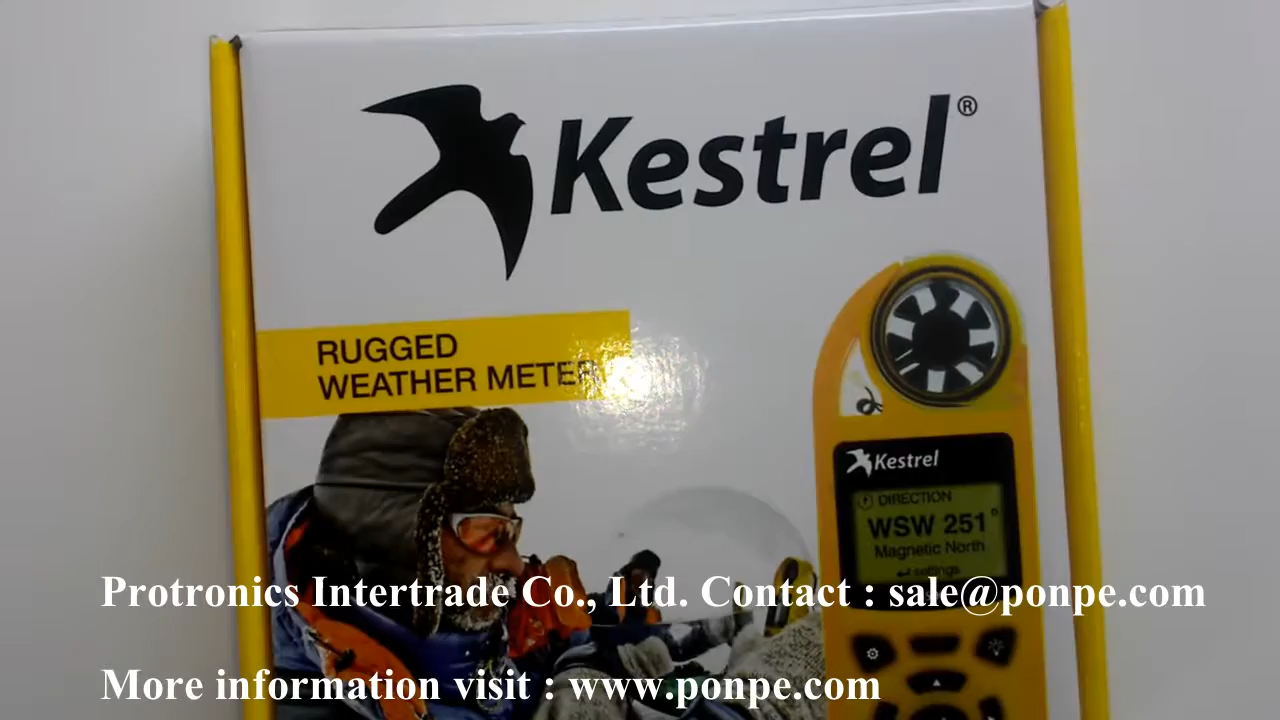 Kestrel®
RUGGED
WEATHER METER
Kestrel
DIRECTION
WSW 251°
Magnetic North
settings
Protronics Intertrade Co., Ltd. Contact : sale@ponpe.com
More information visit : www.ponpe.com